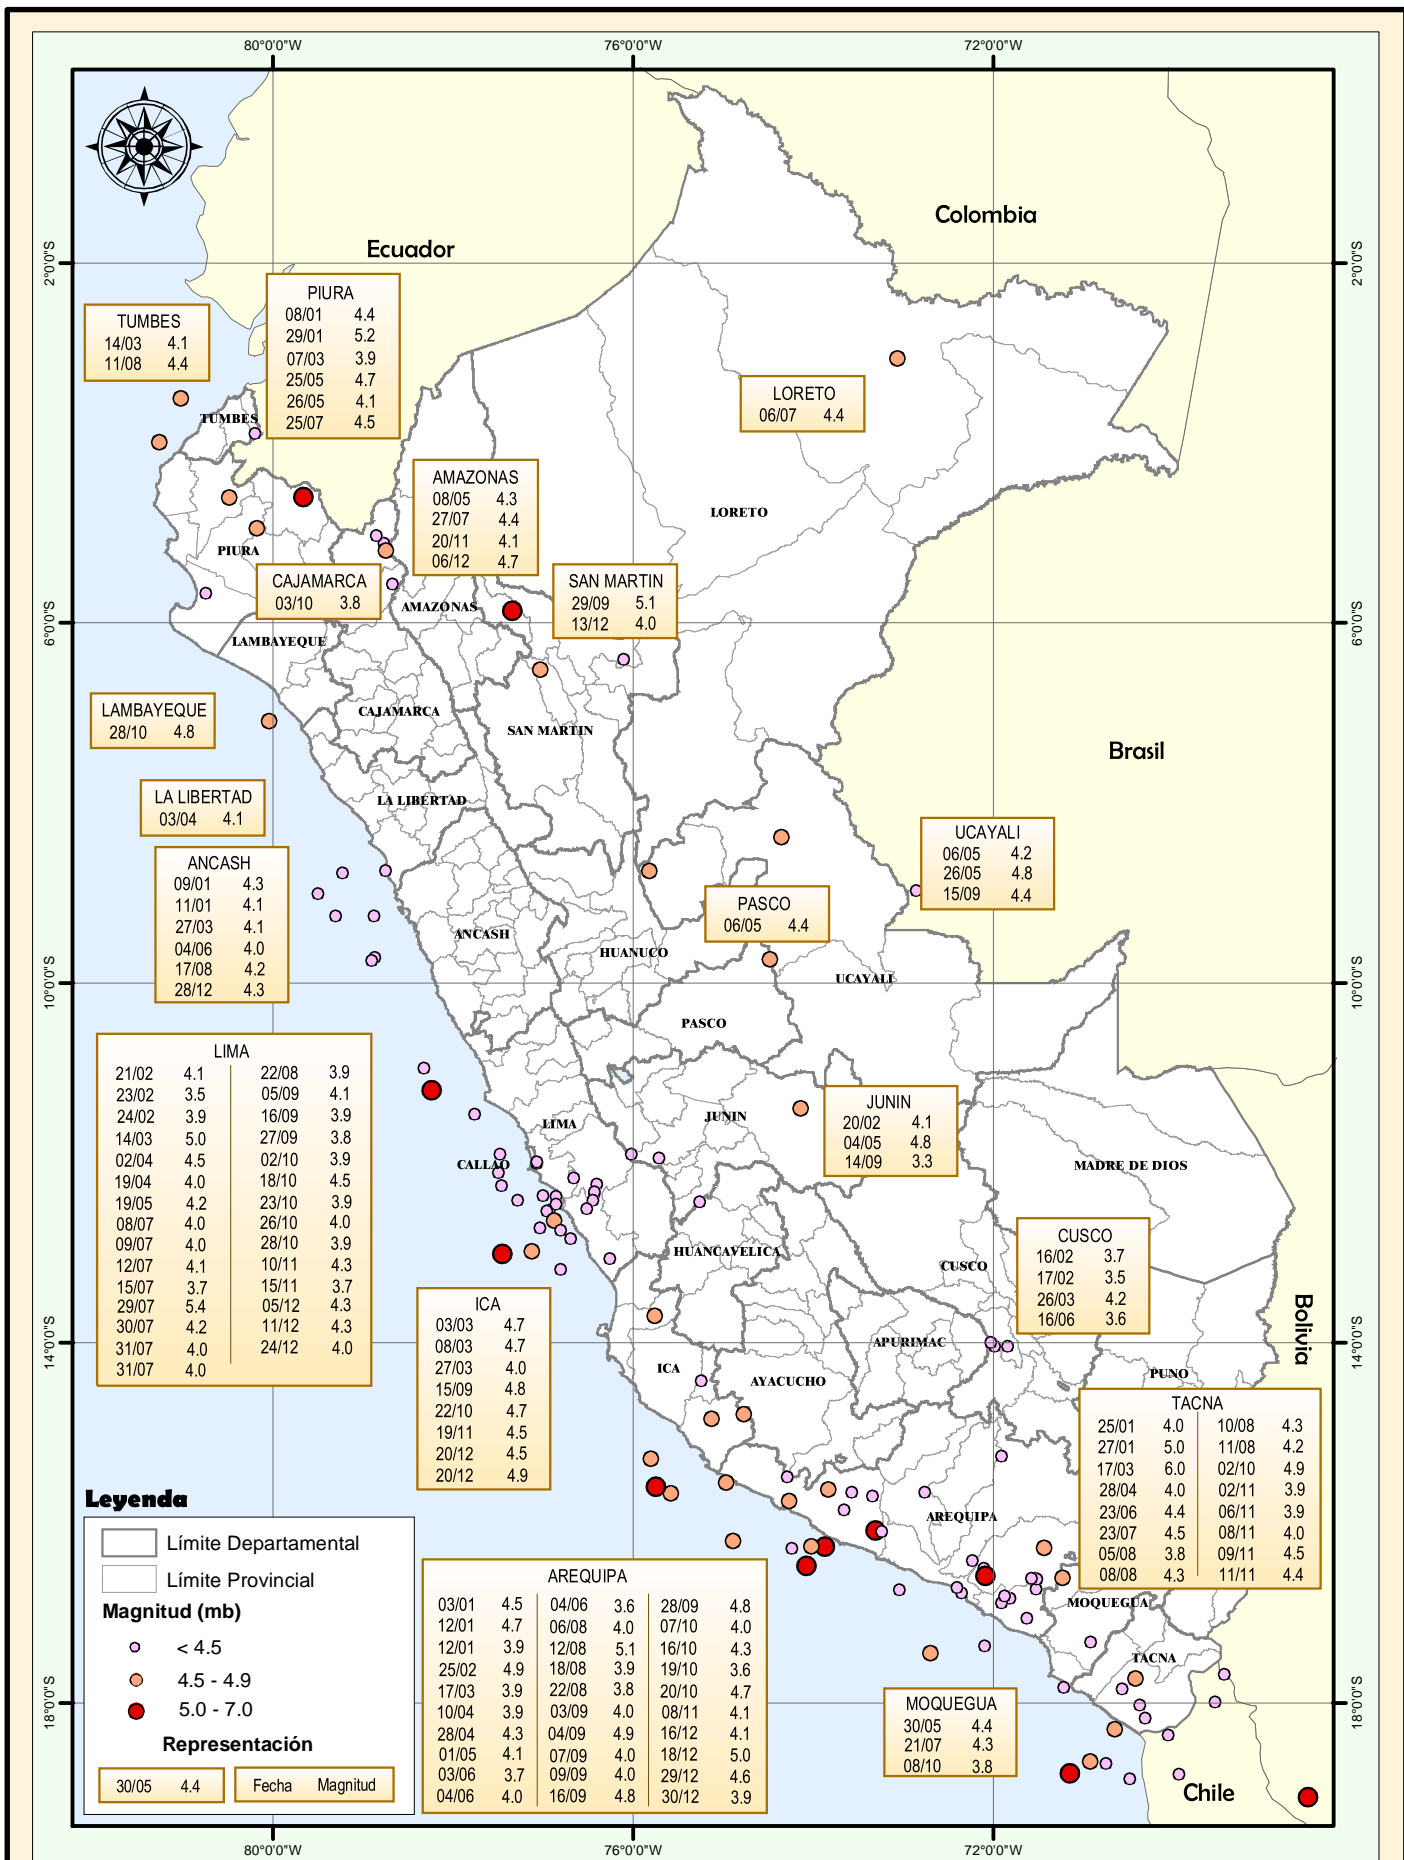 80°0'0"W 76°0'0"W 72°0'0"W
Colombia
Ecuador
2°0'0"S
2°0'0"S
TUMBES
14/03 4.1
11/08 4.4
PIURA
08/01 4.4
29/01 5.2
07/03 3.9
25/05 4.7
26/05 4.1
25/07 4.5
LORETO
06/07 4.4
TUMBES
AMAZONAS
08/05 4.3
27/07 4.4
20/11 4.1
06/12 4.7
LORETO
PIURA
CAJAMARCA
03/10 3.8
SAN MARTIN
29/09 5.1
13/12 4.0
AMAZONAS
6°0'0"S
6°0'0"S
LAMBAYEQUE
LAMBAYEQUE
28/10 4.8
CAJAMARCA
SAN MARTIN
Brasil
LA LIBERTAD
03/04 4.1
LA LIBERTAD
UCAYALI
06/05 4.2
26/05 4.8
15/09 4.4
ANCASH
09/01 4.3
11/01 4.1
27/03 4.1
04/06 4.0
17/08 4.2
28/12 4.3
PASCO
06/05 4.4
ANCASH
HUANUCO
UCAYALI
10°0'0"S
10°0'0"S
PASCO
LIMA
21/02 4.1 22/08 3.9
23/02 3.5 05/09 4.1
24/02 3.9 16/09 3.9
14/03 5.0 27/09 3.8
02/04 4.5 02/10 3.9
19/04 4.0 18/10 4.5
19/05 4.2 23/10 3.9
08/07 4.0 26/10 4.0
09/07 4.0 28/10 3.9
12/07 4.1 10/11 4.3
15/07 3.7 15/11 3.7
29/07 5.4 05/12 4.3
30/07 4.2 11/12 4.3
31/07 4.0 24/12 4.0
31/07 4.0
JUNIN
20/02 4.1
04/05 4.8
14/09 3.3
LIMA
JUNIN
CALLAO
MADRE DE DIOS
HUANCAVELICA
CUSCO
CUSCO
16/02 3.7
17/02 3.5
26/03 4.2
16/06 3.6
Bolivia
ICA
03/03 4.7
08/03 4.7
27/03 4.0
15/09 4.8
22/10 4.7
19/11 4.5
20/12 4.5
20/12 4.9
14°0'0"S
14°0'0"S
APURIMAC
ICA
AYACUCHO
PUNO
TACNA
25/01 4.0 10/08 4.3
27/01 5.0 11/08 4.2
17/03 6.0 02/10 4.9
28/04 4.0 02/11 3.9
23/06 4.4 06/11 3.9
23/07 4.5 08/11 4.0
05/08 3.8 09/11 4.5
08/08 4.3 11/11 4.4
AREQUIPA
Leyenda
Límite Departamental
Límite Provincial
Magnitud (mb)
< 4.5
4.5 - 4.9
5.0 - 7.0
Representación
30/05 4.4 Fecha Magnitud
AREQUIPA
03/01 4.5 04/06 3.6 28/09 4.8
12/01 4.7 06/08 4.0 07/10 4.0
12/01 3.9 12/08 5.1 16/10 4.3
25/02 4.9 18/08 3.9 19/10 3.6
17/03 3.9 22/08 3.8 20/10 4.7
10/04 3.9 03/09 4.0 08/11 4.1
28/04 4.3 04/09 4.9 16/12 4.1
01/05 4.1 07/09 4.0 18/12 5.0
03/06 3.7 09/09 4.0 29/12 4.6
04/06 4.0 16/09 4.8 30/12 3.9
MOQUEGUA
TACNA
18°0'0"S
18°0'0"S
MOQUEGUA
30/05 4.4
21/07 4.3
08/10 3.8
Chile
80°0'0"W 76°0'0"W 72°0'0"W